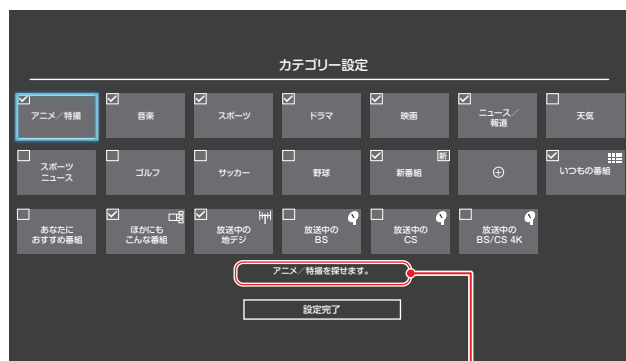 カテゴリー設定
アニメ／特撮
音楽
スポーツ
ドラマ
映画
ニュース／
報道
天気
スポーツ
ニュース
ゴルフ
サッカー
野球
新
新番組
いつもの番組
あなたに
おすすめ番組
ほかにも
こんな番組
放送中の
地デジ
放送中の
BS
放送中の
CS
放送中の
BS/CS 4K
アニメ／特撮を探せます。
設定完了